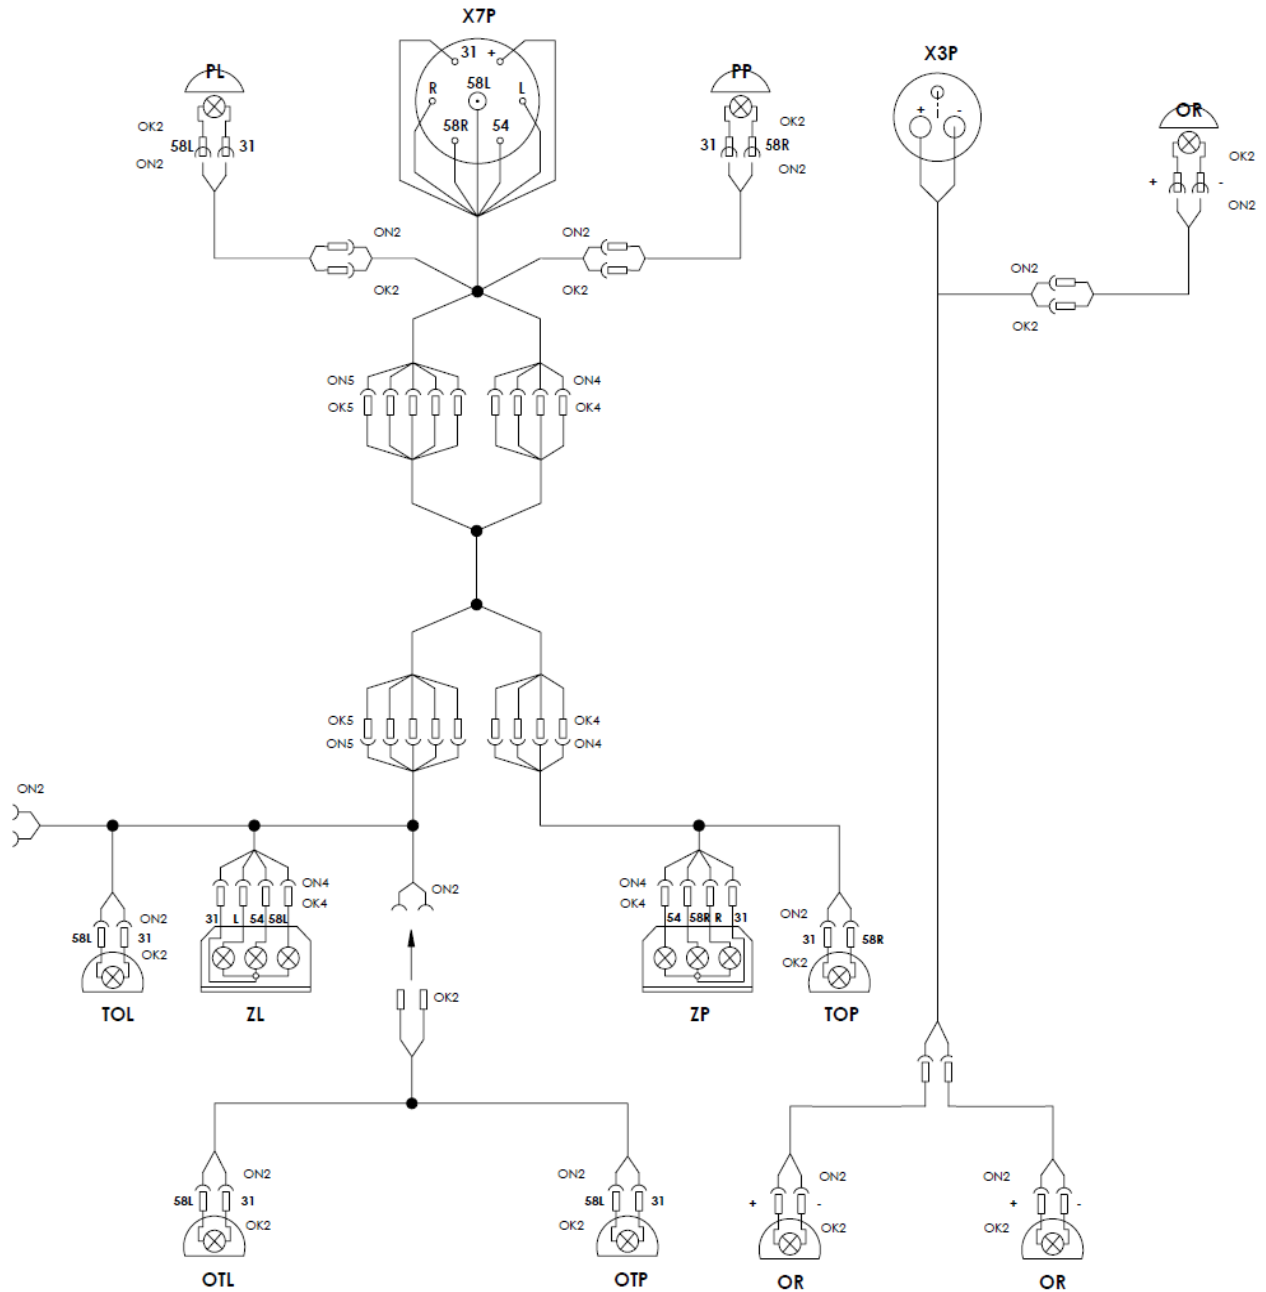 X7P
31 +
X3P
PL
PP
58L
R
L
OR
OK2
58R 54
OK2
+ -
58L 31
31 58R
OK2
ON2
ON2
+ -
ON2
ON2
ON2
ON2
OK2
OK2
OK2
ON5
ON4
OK5
OK4
OK5
OK4
ON5
ON4
ON2
ON4
ON2
ON4
OK4
OK4
31 L 54 58L
54 58R R 31
ON2
ON2
58L 31
31 58R
OK2
OK2
OK2
TOL
ZL
ZP
TOP
ON2
ON2
ON2
ON2
58L 31
58L 31
+ -
+ -
OK2
OK2
OK2
OK2
OTL
OTP
OR
OR